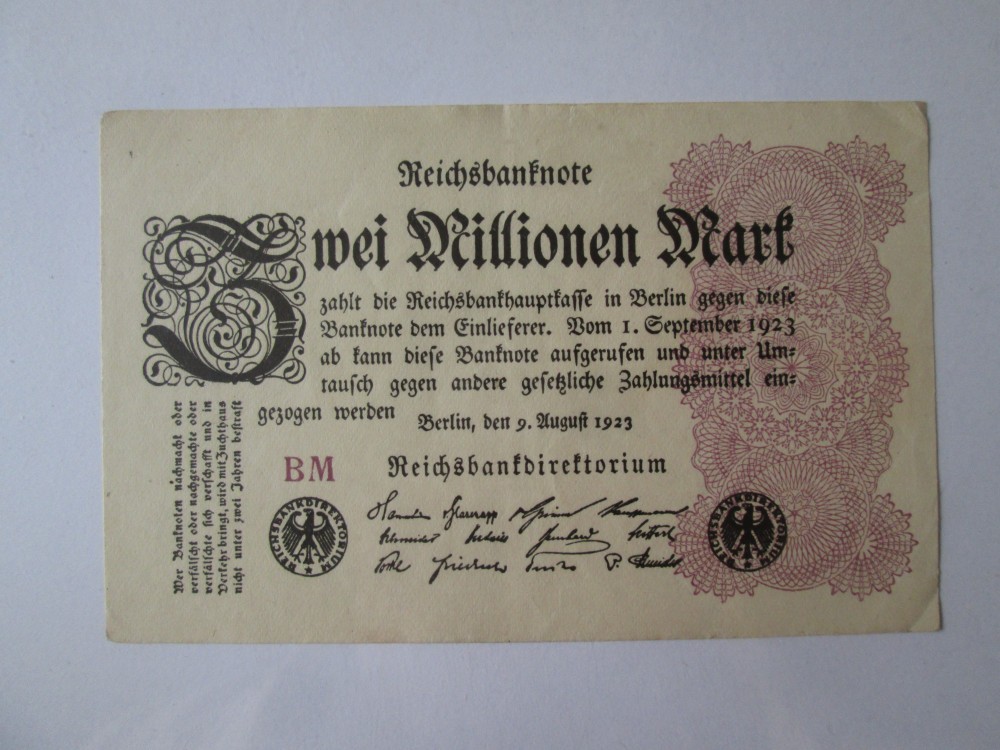 Reichsbanknote
Zwei Millionen Mark
zahlt die Reichsbankhauptkasse in Berlin gegen diese
Banknote dem Einlieferer. Vom 1. September 1923
ab kann diese Banknote aufgerufen und unter Um=
tausch gegen andere gesetzliche Zahlungsmittel ein=
gezogen werden
Berlin, den 9. August 1923
BM
Reichsbankdirektorium
REICHSBANKDIREKTORIUM
REICHSBANKDIREKTORIUM
Wer Banknoten nachmacht oder
verfälscht oder nachgemachte oder
verfälschte sich verschafft und in
Verkehr bringt, wird mit Zuchthaus
nicht unter zwei Jahren bestraft